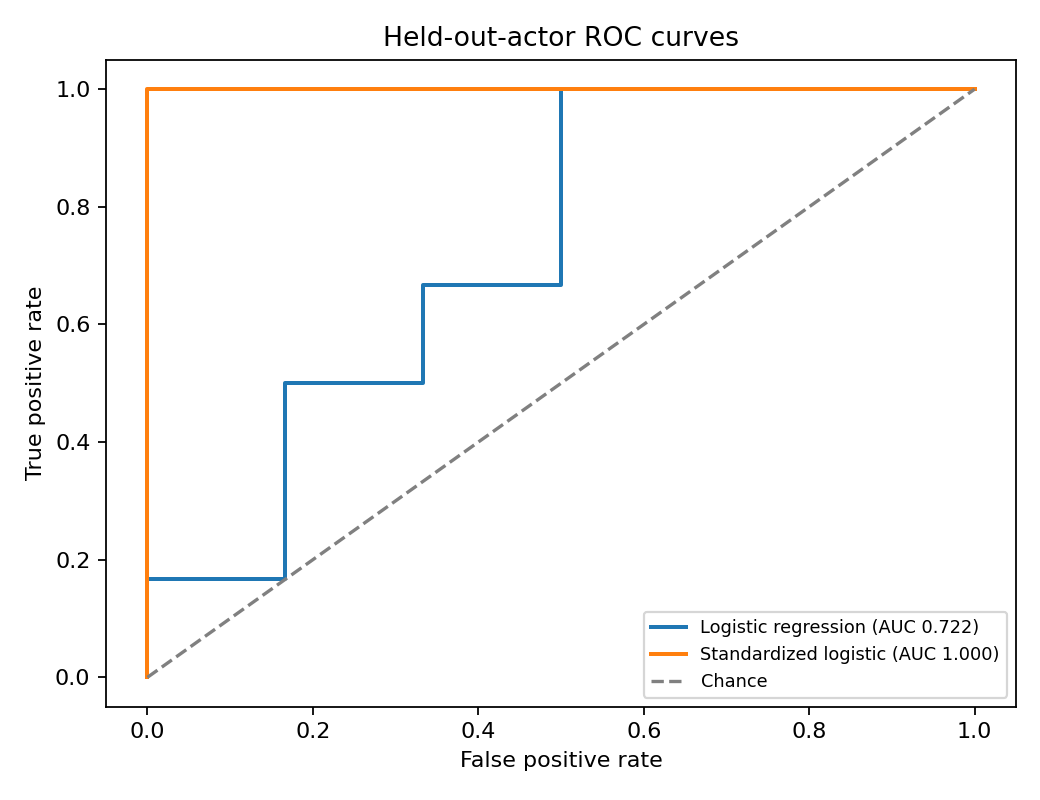 Held-out-actor ROC curves
True positive rate
1.0
0.8
0.6
0.4
0.2
0.0
0.0 0.2 0.4 0.6 0.8 1.0
False positive rate
Logistic regression (AUC 0.722)
Standardized logistic (AUC 1.000)
Chance